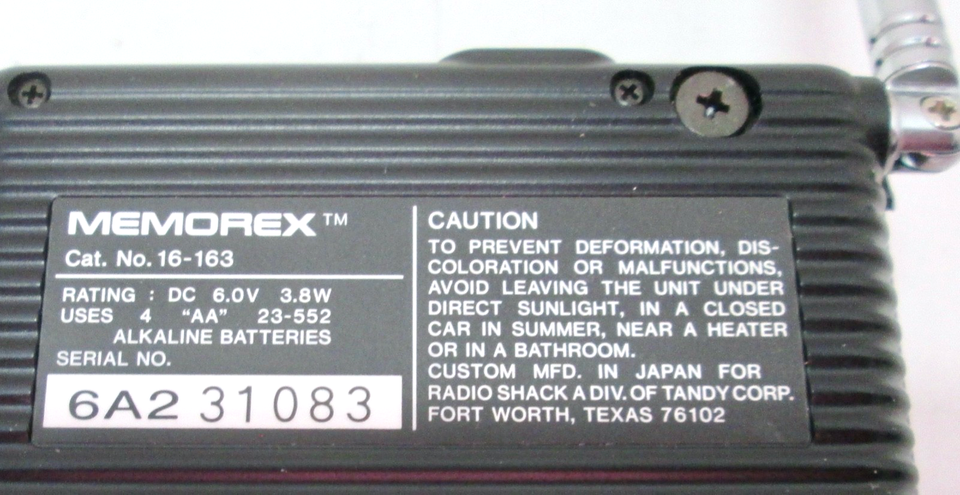 MEMOREX™
Cat. No. 16-163
RATING : DC 6.0V 3.8W
USES 4 “AA” 23-552
ALKALINE BATTERIES
SERIAL NO.
6A2 31083
CAUTION
TO PREVENT DEFORMATION, DIS-
COLORATION OR MALFUNCTIONS,
AVOID LEAVING THE UNIT UNDER
DIRECT SUNLIGHT, IN A CLOSED
CAR IN SUMMER, NEAR A HEATER
OR IN A BATHROOM.
CUSTOM MFD. IN JAPAN FOR
RADIO SHACK A DIV. OF TANDY CORP.
FORT WORTH, TEXAS 76102